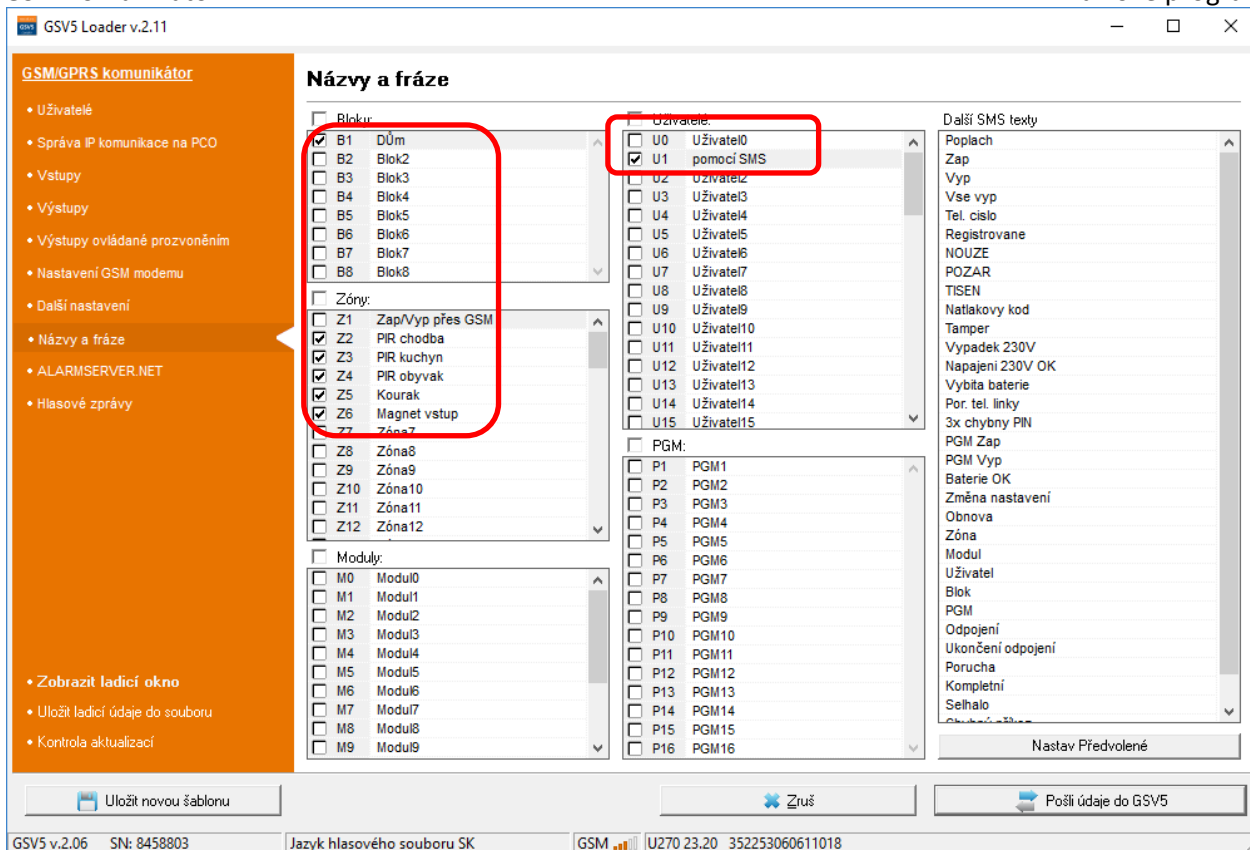 GSV5 Loader v.2.11
GSM/GPRS komunikátor
• Uživatelé
• Správa IP komunikace na PCO
• Vstupy
• Výstupy
• Výstupy ovládané prozvoněním
• Nastavení GSM modemu
• Další nastavení
• Názvy a fráze
• ALARMSERVER.NET
• Hlasové zprávy
• Zobrazit ladicí okno
• Uložit ladicí údaje do souboru
• Kontrola aktualizací
Názvy a fráze
Bloky:
B1 Dům
B2 Blok2
B3 Blok3
B4 Blok4
B5 Blok5
B6 Blok6
B7 Blok7
B8 Blok8
Zóny:
Z1 Zap/Vyp přes GSM
Z2 PIR chodba
Z3 PIR kuchyn
Z4 PIR obyvak
Z5 Kourak
Z6 Magnet vstup
Z7 Zóna7
Z8 Zóna8
Z9 Zóna9
Z10 Zóna10
Z11 Zóna11
Z12 Zóna12
Moduly:
M0 Modul0
M1 Modul1
M2 Modul2
M3 Modul3
M4 Modul4
M5 Modul5
M6 Modul6
M7 Modul7
M8 Modul8
M9 Modul9
Uživatelé:
U0 Uživatel0
U1 pomocí SMS
U2 Uživatel2
U3 Uživatel3
U4 Uživatel4
U5 Uživatel5
U6 Uživatel6
U7 Uživatel7
U8 Uživatel8
U9 Uživatel9
U10 Uživatel10
U11 Uživatel11
U12 Uživatel12
U13 Uživatel13
U14 Uživatel14
U15 Uživatel15
PGM:
P1 PGM1
P2 PGM2
P3 PGM3
P4 PGM4
P5 PGM5
P6 PGM6
P7 PGM7
P8 PGM8
P9 PGM9
P10 PGM10
P11 PGM11
P12 PGM12
P13 PGM13
P14 PGM14
P15 PGM15
P16 PGM16
Další SMS texty
Poplach
Zap
Vyp
Vse vyp
Tel. cislo
Registrovane
NOUZE
POZAR
TISEN
Natlakovy kod
Tamper
Vypadek 230V
Napajeni 230V OK
Vybita baterie
Por. tel. linky
3x chybny PIN
PGM Zap
PGM Vyp
Baterie OK
Změna nastavení
Obnova
Zóna
Modul
Uživatel
Blok
PGM
Odpojení
Ukončení odpojení
Porucha
Kompletní
Selhalo
Nastav Předvolené
Uložit novou šablonu
Zruš
Pošli údaje do GSV5
GSV5 v.2.06 SN: 8458803 Jazyk hlasového souboru SK GSM U270 23.20 352253060611018